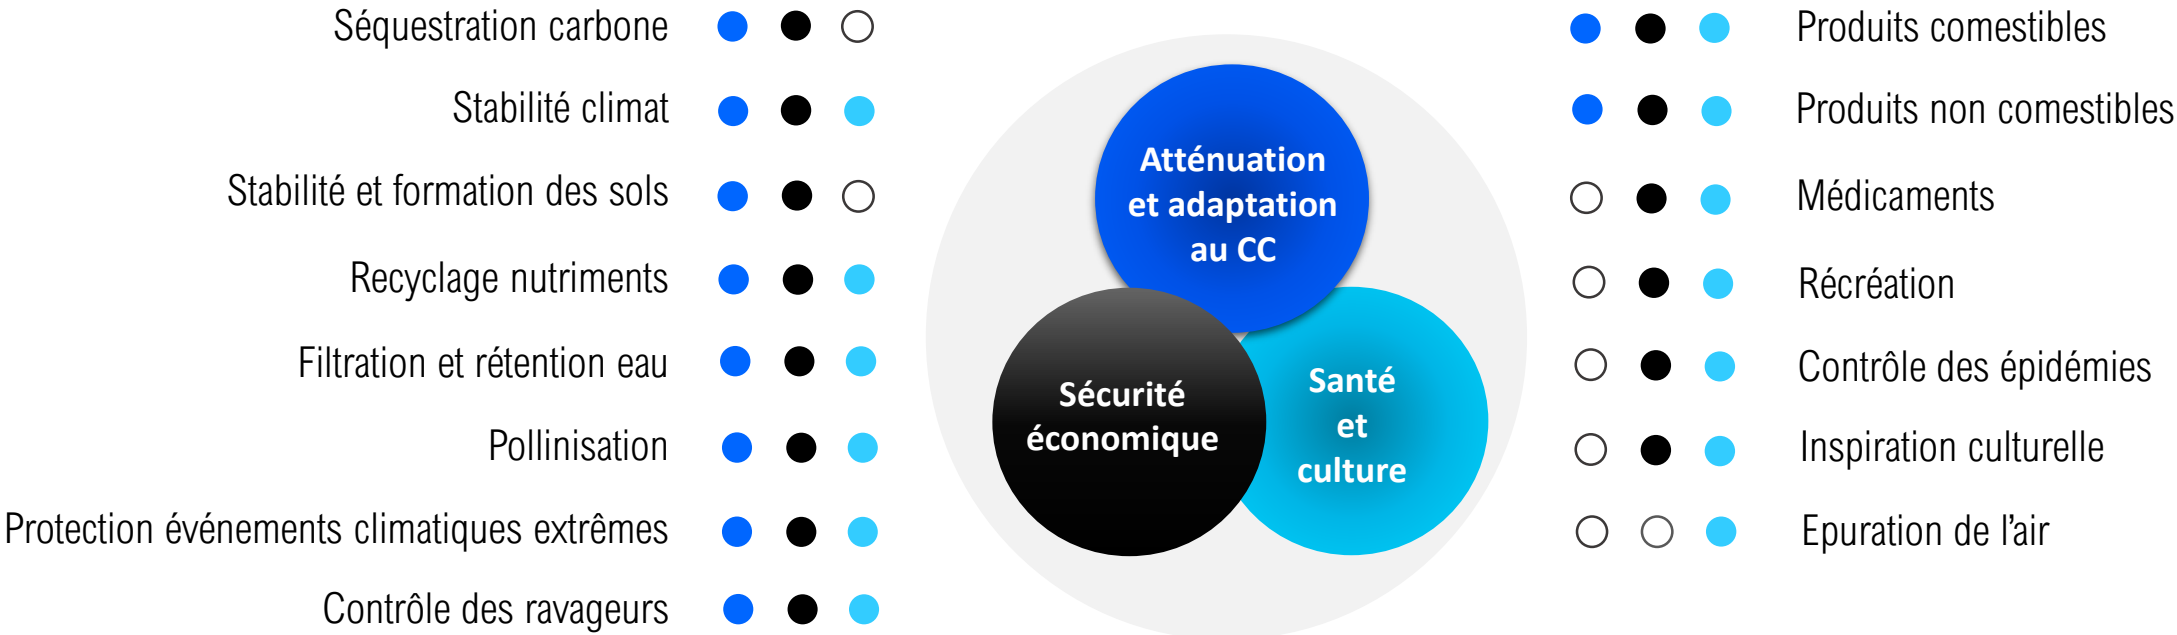 Séquestration carbone
Stabilité climat
Stabilité et formation des sols
Recyclage nutriments
Filtration et rétention eau
Pollinisation
Protection événements climatiques extrêmes
Contrôle des ravageurs
Atténuation
et adaptation
au CC
Sécurité
économique
Santé
et
culture
Produits comestibles
Produits non comestibles
Médicaments
Récréation
Contrôle des épidémies
Inspiration culturelle
Epuration de l’air